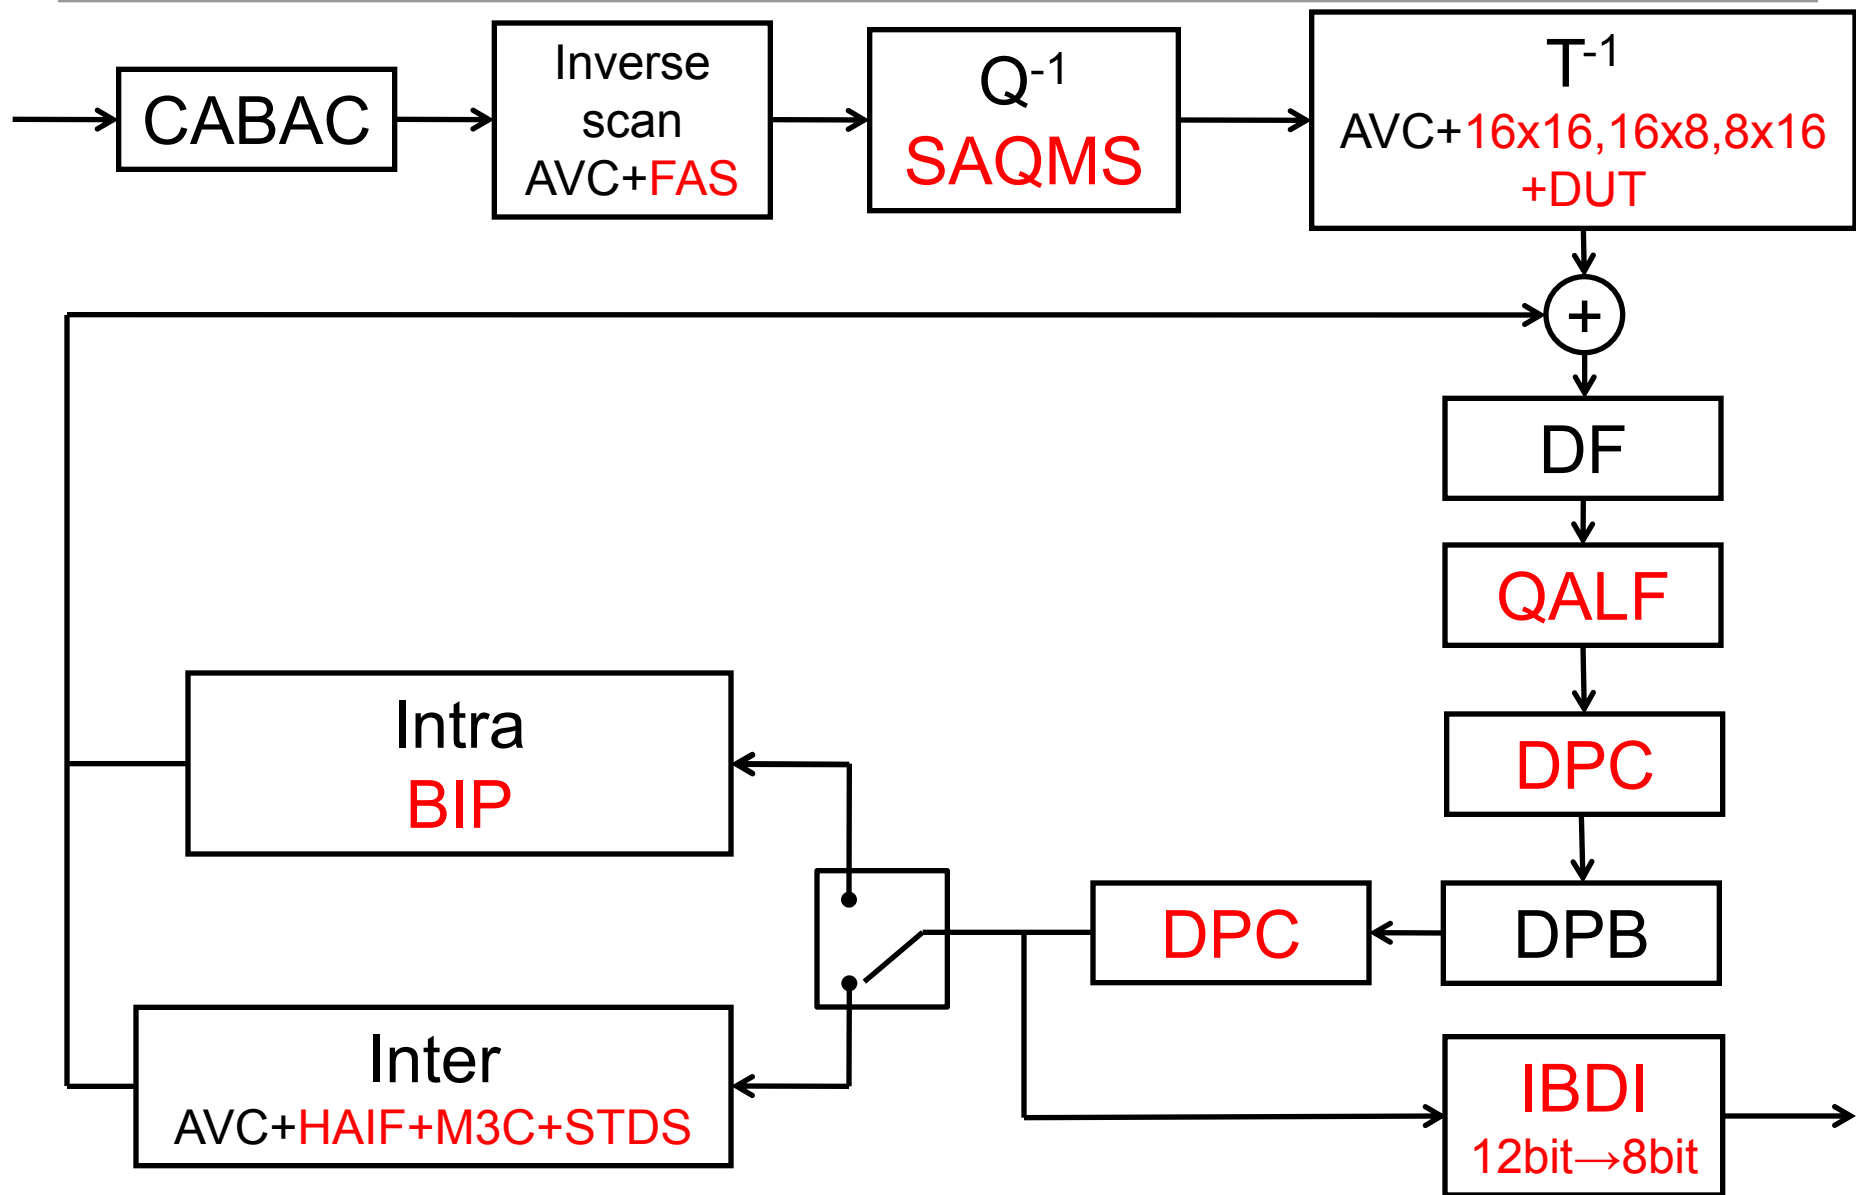 CABAC
Inverse
scan
AVC+FAS
Q-1
SAQMS
T-1
AVC+16x16,16x8,8x16
+DUT
+
DF
QALF
DPC
DPB
DPC
Intra
BIP
Inter
AVC+HAIF+M3C+STDS
IBDI
12bit→8bit